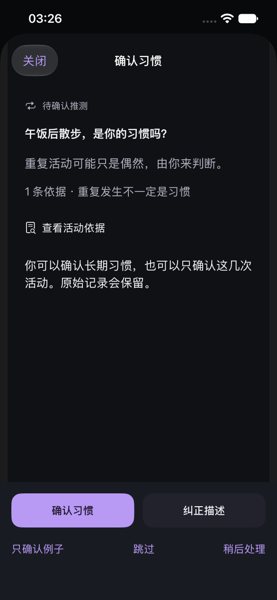 03:26
关闭
确认习惯
待确认推测
午饭后散步，是你的习惯吗？
重复活动可能只是偶然，由你来判断。
1 条依据 · 重复发生不一定是习惯
查看活动依据
你可以确认长期习惯，也可以只确认这几次
活动。原始记录会保留。
确认习惯
纠正描述
只确认例子
跳过
稍后处理